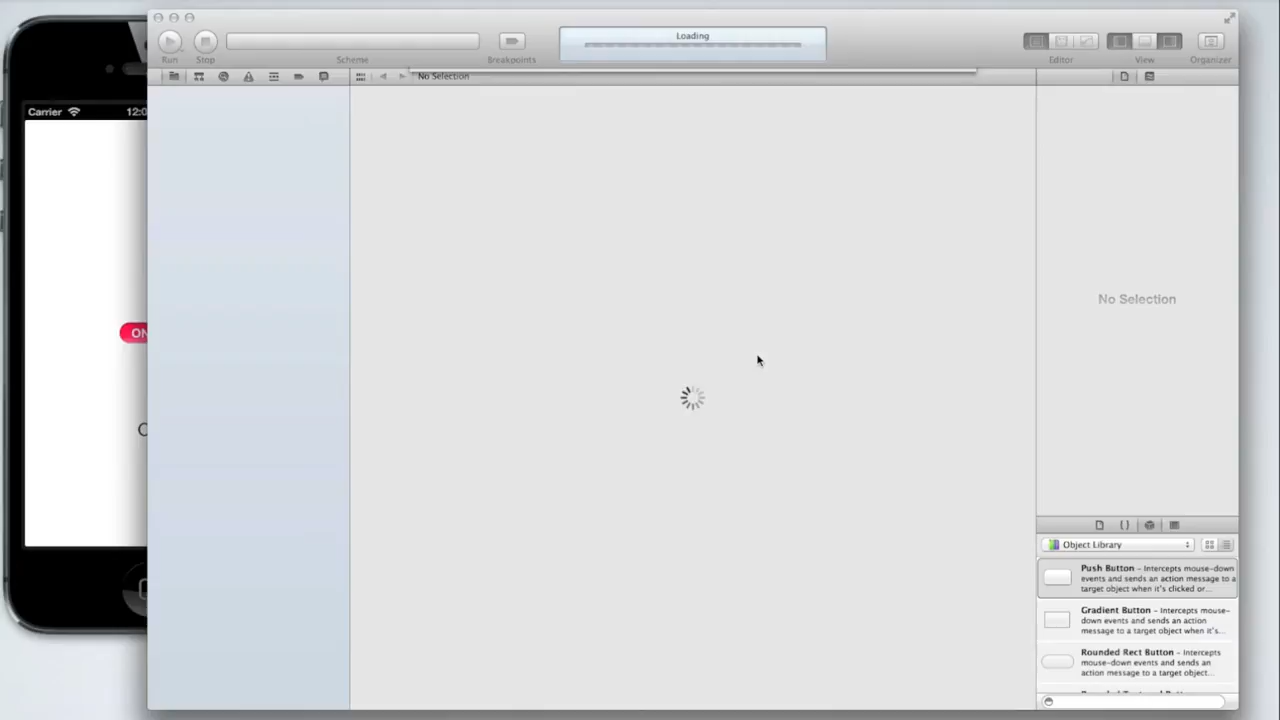 Loading
Run
Stop
Scheme
Breakpoints
Editor
View
Organizer
No Selection
Carrier
12:0
ON
No Selection
Object Library
Push Button – Intercepts mouse-down
events and sends an action message to a
target object when it's clicked or...
Gradient Button – Intercepts mouse-
down events and sends an action
message to a target object when it's...
Rounded Rect Button – Intercepts
mouse-down events and sends an
action message to a target object...